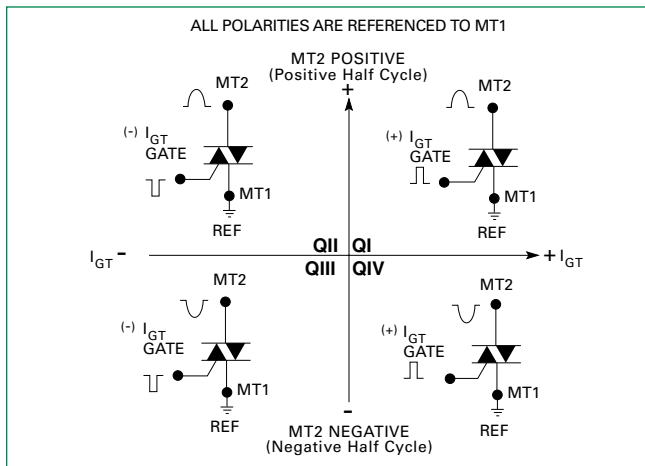 ALL POLARITIES ARE REFERENCED TO MT1
MT2 POSITIVE
(Positive Half Cycle)
+
MT2
(-) IGT
GATE
MT1
REF
MT2
(+) IGT
GATE
MT1
REF
IGT -
QII QI
QIII QIV
+ IGT
MT2
(-) IGT
GATE
MT1
REF
MT2
(+) IGT
GATE
MT1
REF
-
MT2 NEGATIVE
(Negative Half Cycle)